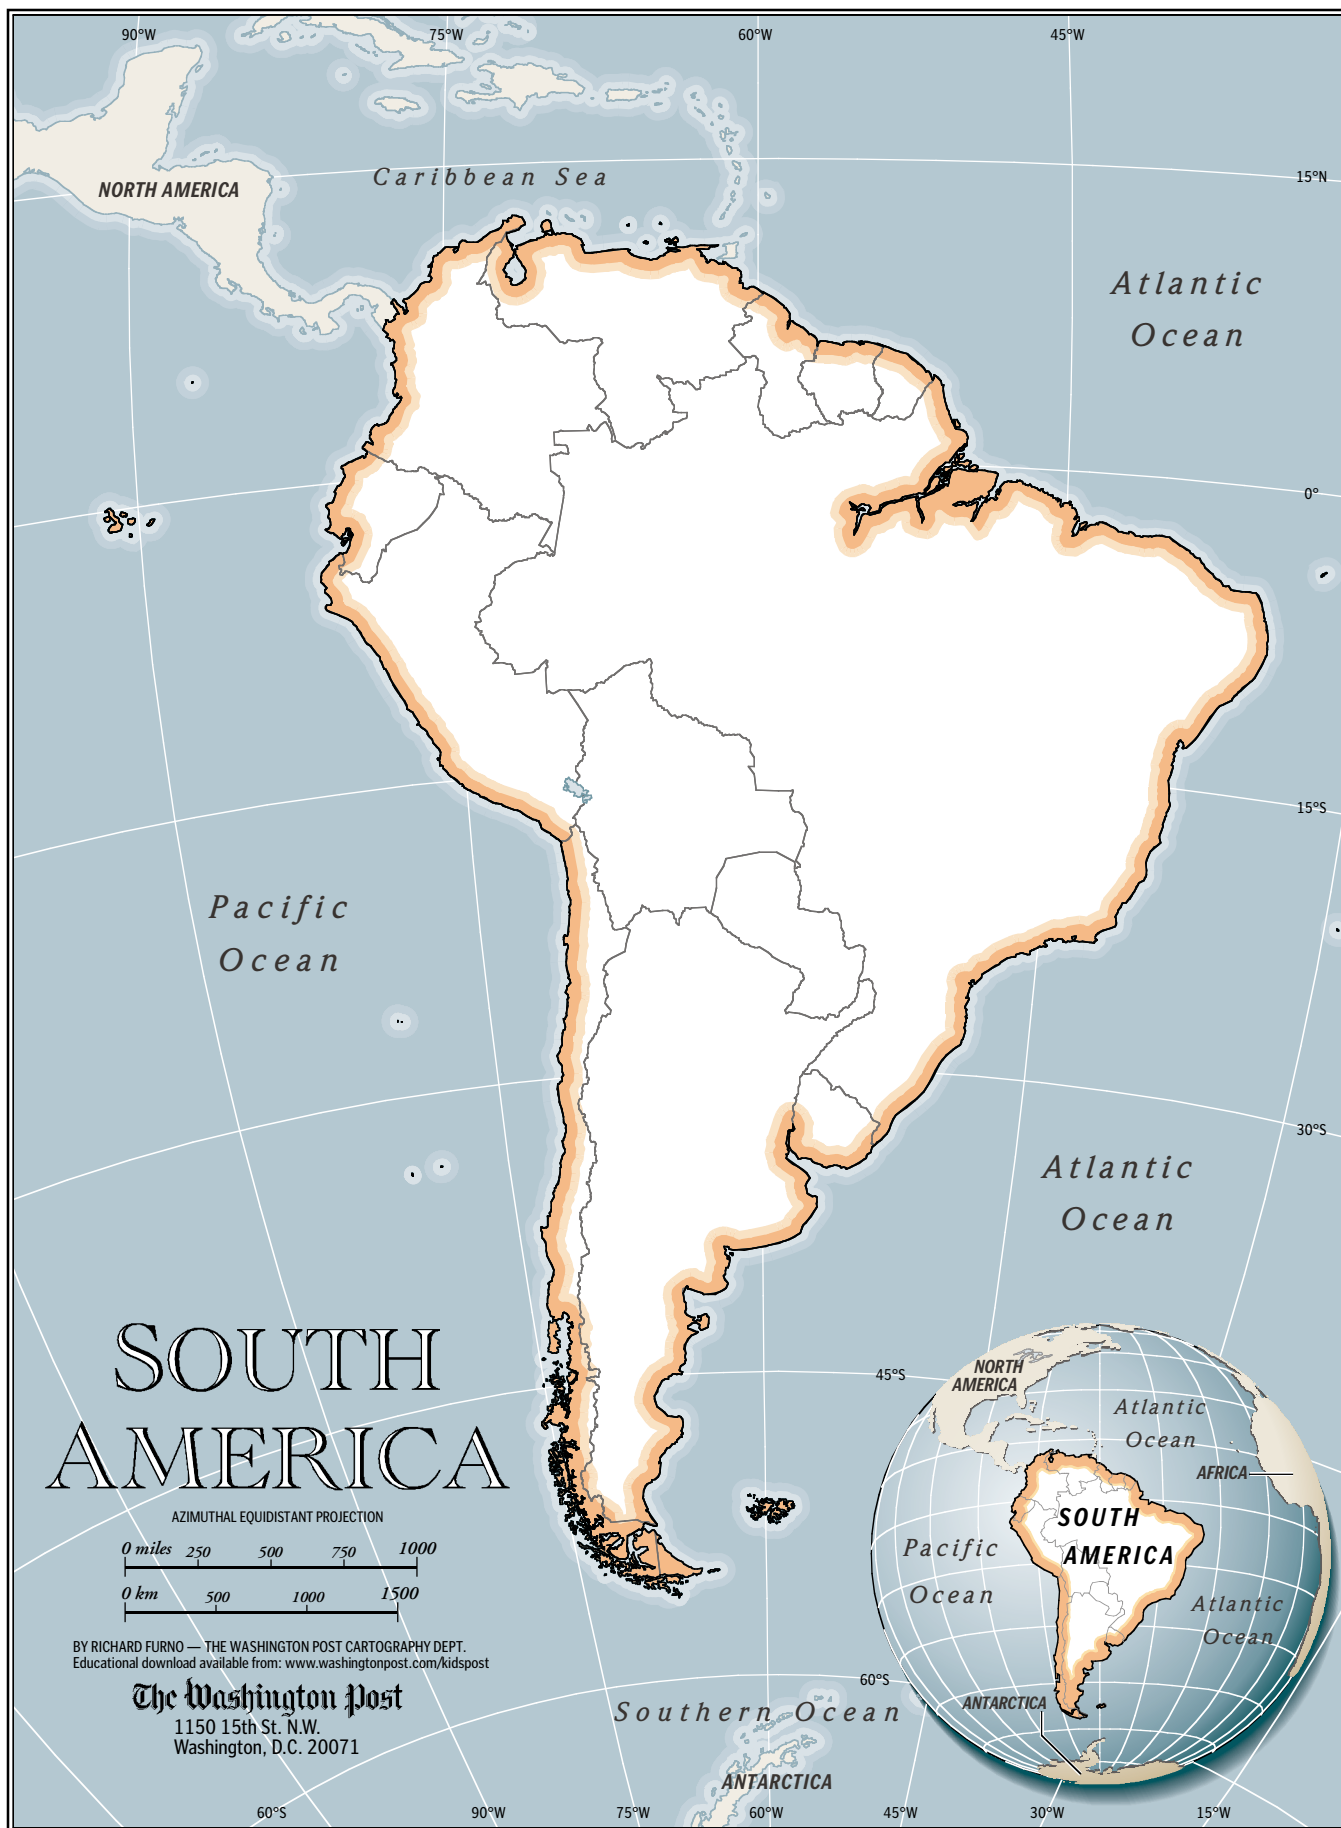 90°W
75°W
60°W
45°W
Caribbean Sea
15°N
NORTH AMERICA
Atlantic
Ocean
0°
15°S
Pacific
Ocean
30°S
Atlantic
Ocean
SOUTH
AMERICA
45°S
NORTH
AMERICA
Atlantic
Ocean
AFRICA
SOUTH
AMERICA
Pacific
Ocean
Atlantic
Ocean
ANTARCTICA
AZIMUTHAL EQUIDISTANT PROJECTION
0 miles 250 500 750 1000
0 km 500 1000 1500
BY RICHARD FURNO — THE WASHINGTON POST CARTOGRAPHY DEPT.
Educational download available from: www.washingtonpost.com/kidspost
The Washington Post
1150 15th St. N.W.
Washington, D.C. 20071
60°S
Southern Ocean
ANTARCTICA
60°S
90°W
75°W
60°W
45°W
30°W
15°W